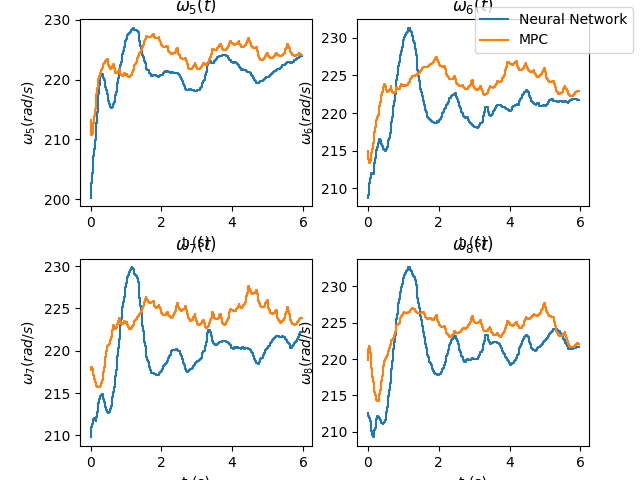 ω5(t)
ω6(t)
Neural Network
MPC
ω5(rad/s)
230
220
210
200
0 2 4 6
ω6(rad/s)
230
225
220
215
210
0 2 4 6
ω7(t)
ω8(t)
ω7(rad/s)
230
225
220
215
210
0 2 4 6
t (s)
ω8(rad/s)
230
225
220
215
210
0 2 4 6
t (s)